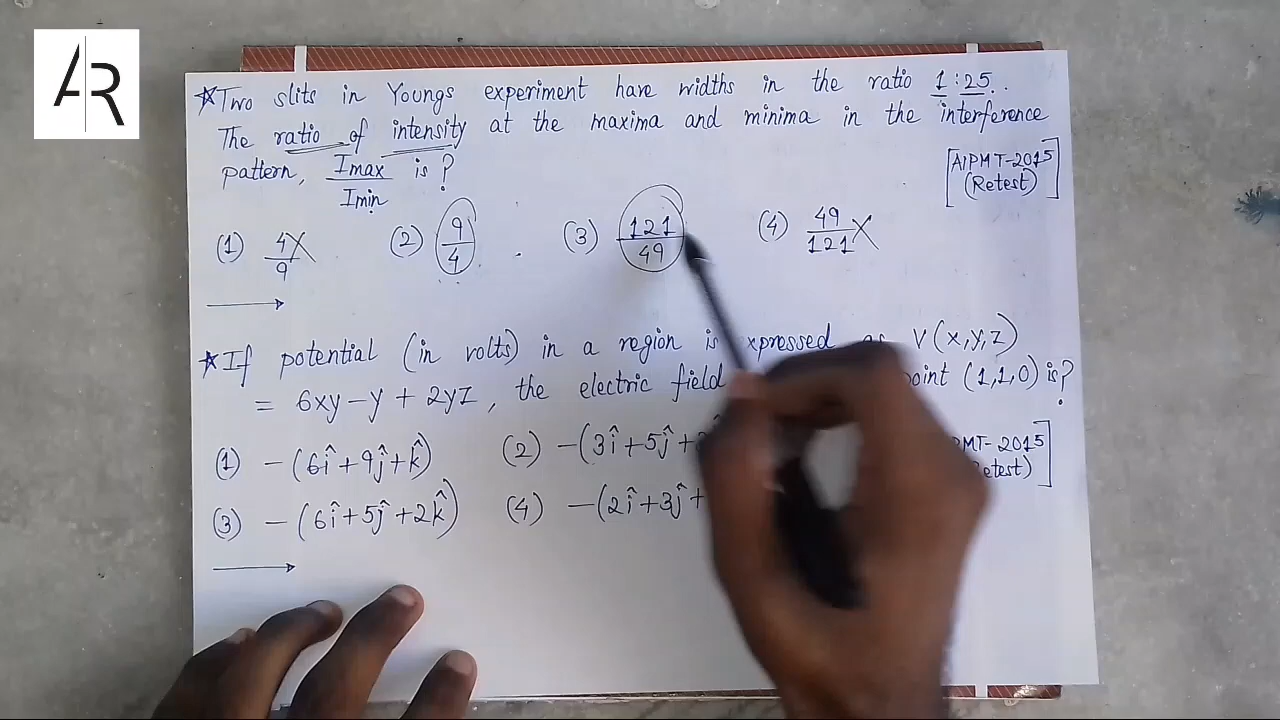 AR
★Two slits in Youngs experiment have widths in the ratio 1:25..
The ratio of intensity at the maxima and minima in the interference
pattern, Imax/Imin is?
[AIPMT-2015
(Retest)]
(1) 4/9 X (2) 9/4 . (3) 121/49 (4) 49/121 X
★If potential (in volts) in a region is expressed as V(x,y,z)
= 6xy-y+2yz, the electric field point (1,1,0) is?
(1) -(6î+9ĵ+k̂) (2) -(3î+5ĵ+
2015
(3) -(6î+5ĵ+2k̂) (4) -(2î+3ĵ+